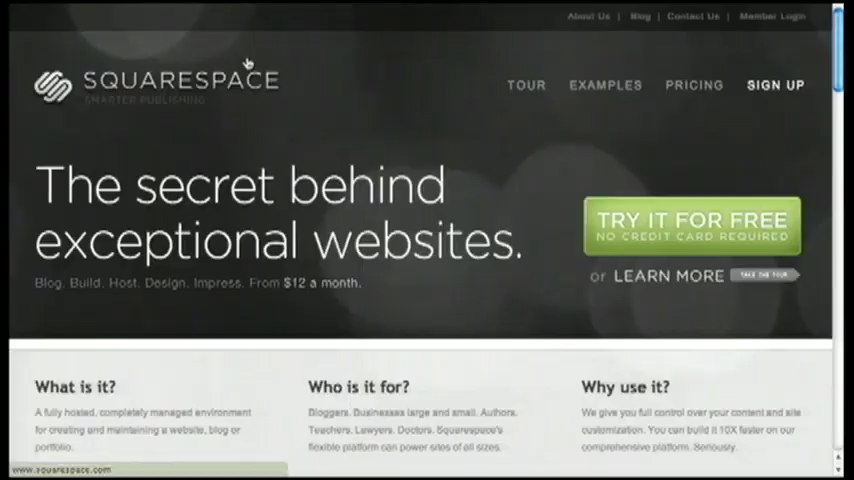 About Us | Blog | Contact Us | Member Login
SQUARESPACE
SMARTER PUBLISHING
TOUR EXAMPLES PRICING SIGN UP
The secret behind
exceptional websites.
Blog. Build. Host. Design. Impress. From $12 a month.
TRY IT FOR FREE
NO CREDIT CARD REQUIRED
or LEARN MORE TAKE THE TOUR
What is it?
A fully hosted, completely managed environment
for creating and maintaining a website, blog or
portfolio.
Who is it for?
Bloggers. Businesses large and small. Authors.
Teachers. Lawyers. Doctors. Squarespace's
flexible platform can power sites of all sizes.
Why use it?
We give you full control over your content and site
customization. You can build it 10X faster on our
comprehensive platform. Seriously.
www.squarespace.com